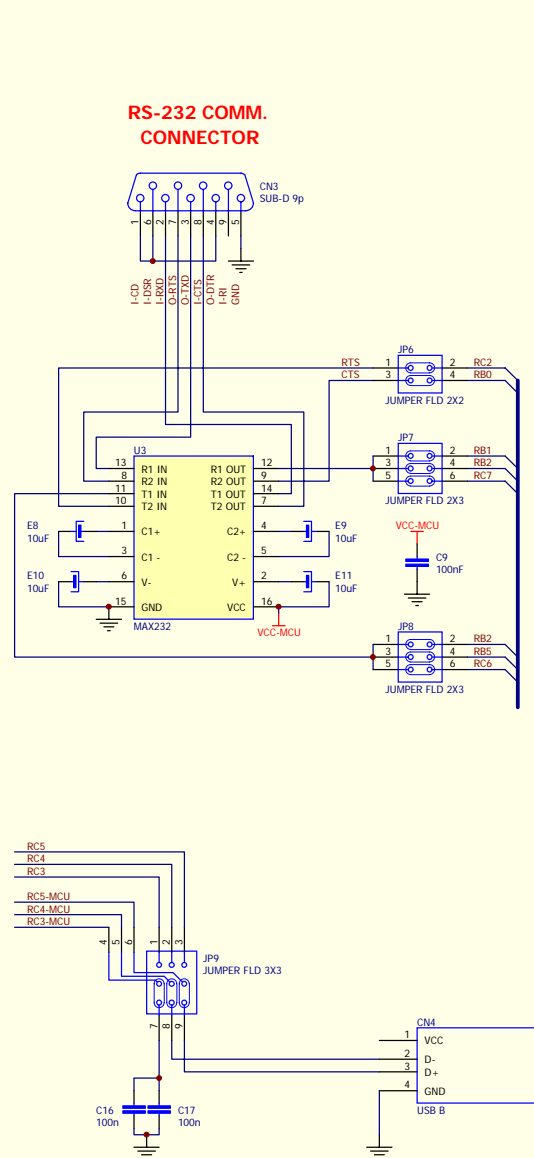 RS-232 COMM.
CONNECTOR
CN3
SUB-D 9p
1 6 2 7 3 8 4 9 5
I-CD
I-DSR
I-RXD
O-RTS
O-TXD
I-CTS
O-DTR
I-RI
GND
JP6
RTS 1 2 RC2
CTS 3 4 RB0
JUMPER FLD 2X2
JP7
1 2 RB1
3 4 RB2
5 6 RC7
JUMPER FLD 2X3
U3
13 R1 IN R1 OUT 12
8 R2 IN R2 OUT 9
11 T1 IN T1 OUT 14
10 T2 IN T2 OUT 7
E8
10uF
1 C1+ C2+ 4
E9
10uF
3 C1 - C2 - 5
E10
10uF
6 V- V+ 2
E11
10uF
15 GND VCC 16
MAX232
VCC-MCU
VCC-MCU
C9
100nF
JP8
1 2 RB2
3 4 RB5
5 6 RC6
JUMPER FLD 2X3
RC5
RC4
RC3
RC5-MCU
RC4-MCU
RC3-MCU
4 5 6 1 2 3
JP9
JUMPER FLD 3X3
7 8 9
C16
100n
C17
100n
CN4
1 VCC
2 D-
3 D+
4 GND
USB B